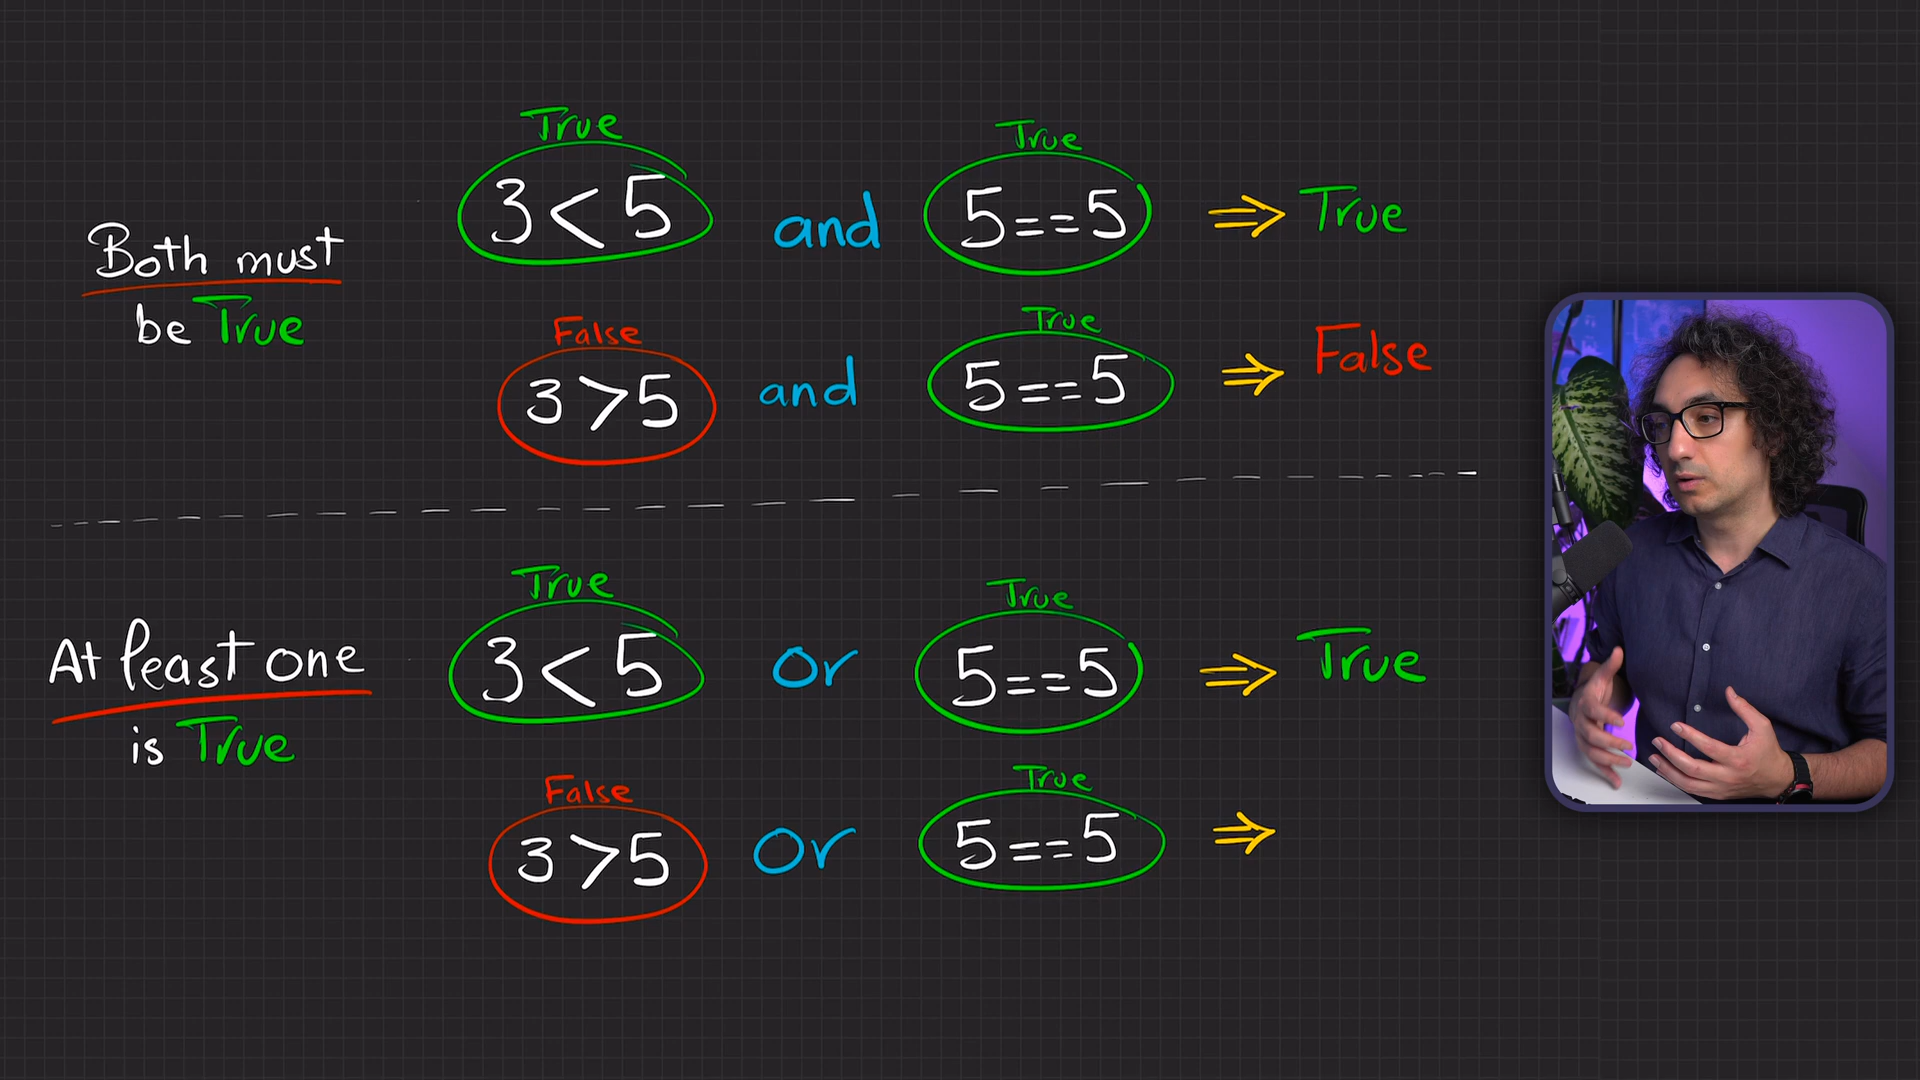 True True
3 < 5 and 5==5 ⇒ True
Both must
be True
False True
3 > 5 and 5==5 ⇒ False
True True
3 < 5 Or 5==5 ⇒ True
At least one
is True
False True
3 > 5 Or 5==5 ⇒